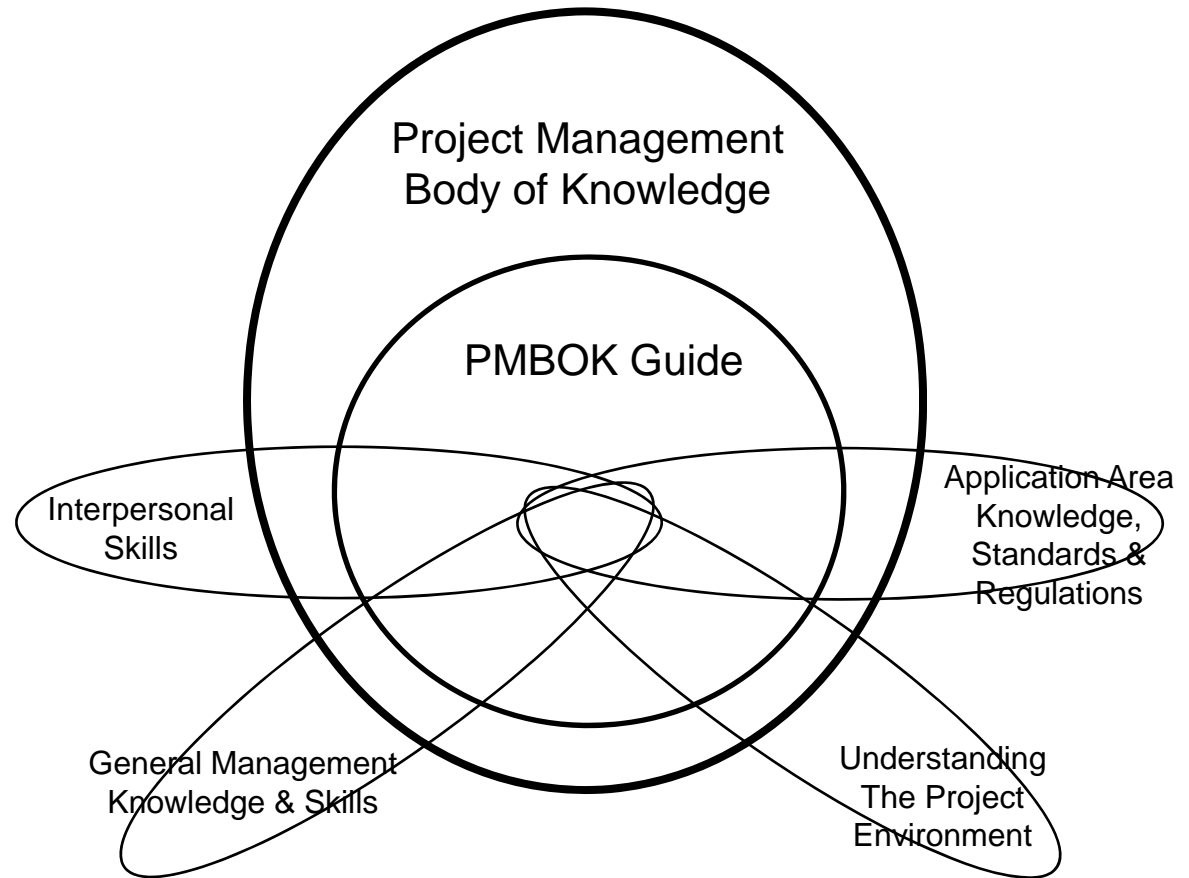 Project Management
Body of Knowledge
PMBOK Guide
Interpersonal
Skills
Application Area
Knowledge,
Standards &
Regulations
General Management
Knowledge & Skills
Understanding
The Project
Environment